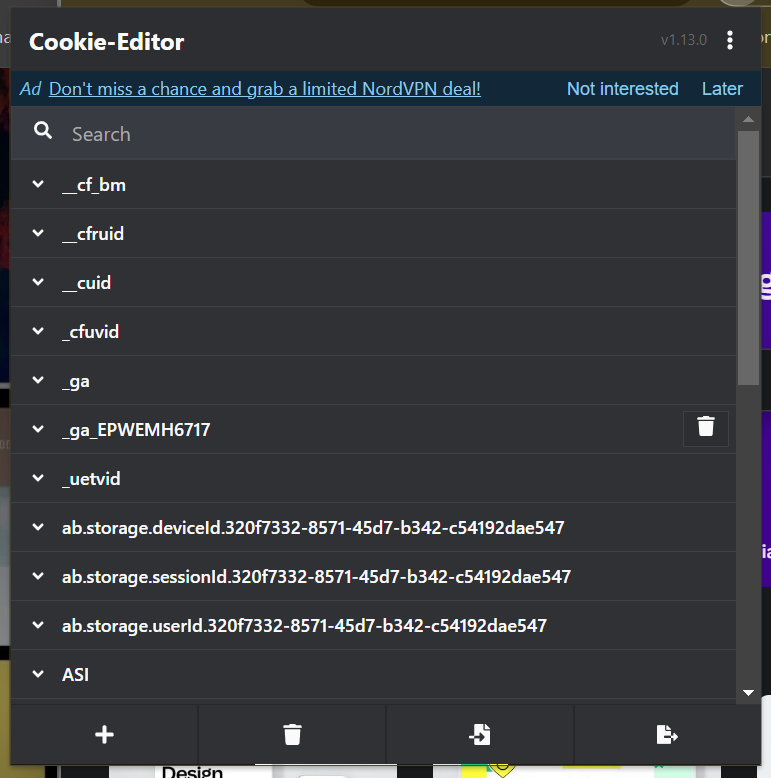 Cookie-Editor
v1.13.0
Ad Don't miss a chance and grab a limited NordVPN deal!
Not interested
Later
Search
__cf_bm
__cfruid
__cuid
_cfuvid
_ga
_ga_EPWEMH6717
_uetvid
ab.storage.deviceId.320f7332-8571-45d7-b342-c54192dae547
ab.storage.sessionId.320f7332-8571-45d7-b342-c54192dae547
ab.storage.userId.320f7332-8571-45d7-b342-c54192dae547
ASI
Design